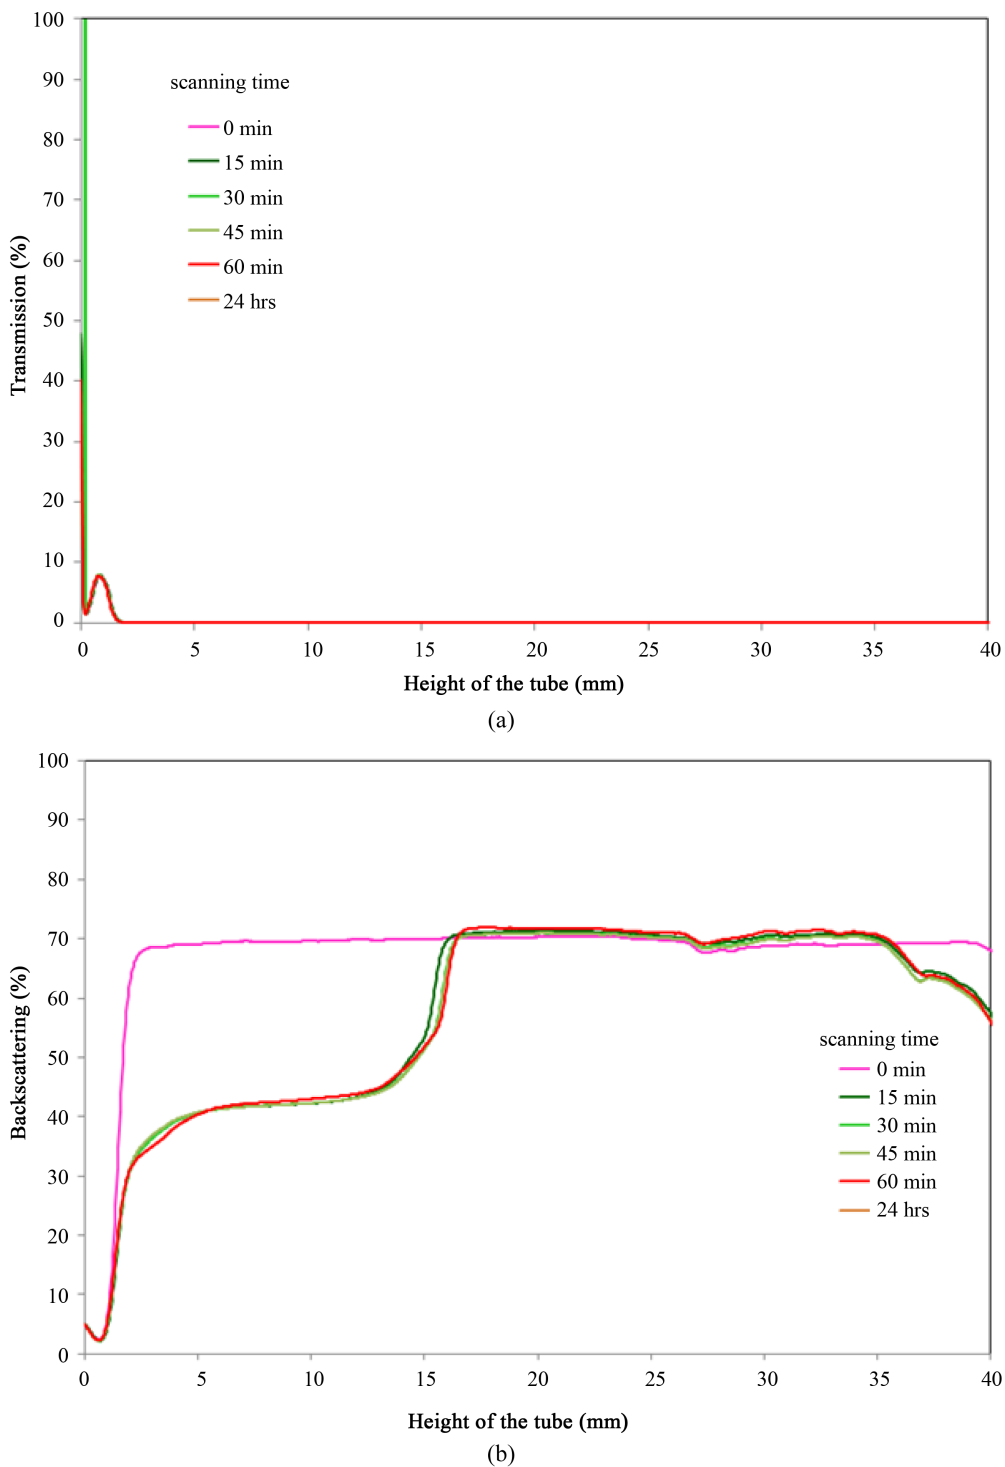 100
90
80
70
60
50
40
30
20
10
0
Transmission (%)
scanning time
0 min
15 min
30 min
45 min
60 min
24 hrs
0 5 10 15 20 25 30 35 40
Height of the tube (mm)
(a)
100
90
80
70
60
50
40
30
20
10
0
Backscattering (%)
scanning time
0 min
15 min
30 min
45 min
60 min
24 hrs
0 5 10 15 20 25 30 35 40
Height of the tube (mm)
(b)